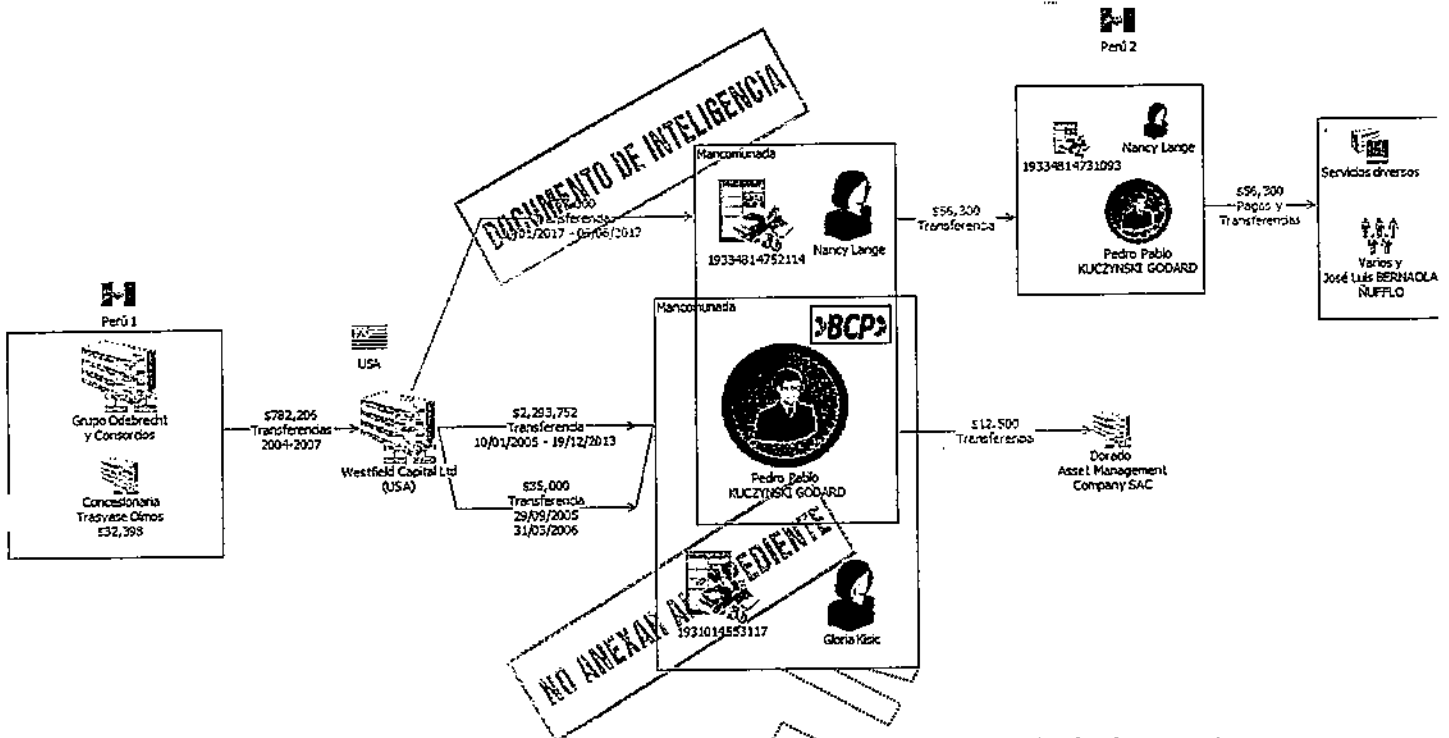 Perú 2
DOCUMENTO DE INTELIGENCIA
Mancomunada
19334814752114
Nancy Lange
Transferencia
/2017 -
/2017
$56,300
Transferencia
19334814731093
Nancy Lange
Pedro Pablo
KUCZYNSKI GODARD
$56,300
Pagos y
Transferencias
Servicios diversos
Varios y
José Luis BERNAOLA
ÑUFFLO
Perú 1
Grupo Odebrecht
y Consorcios
Concesionaria
Trasvase Olmos
$32,398
$782,206
Transferencias
2004-2007
USA
Westfield Capital Ltd
(USA)
$2,293,752
Transferencia
10/01/2005 - 19/12/2013
$35,000
Transferencia
29/09/2005
31/03/2006
Mancomunada
BCP
Pedro Pablo
KUCZYNSKI GODARD
1931014553117
Gloria Kisic
$12,500
Transferencia
Dorado
Asset Management
Company SAC
NO ANEXAR AL EXPEDIENTE